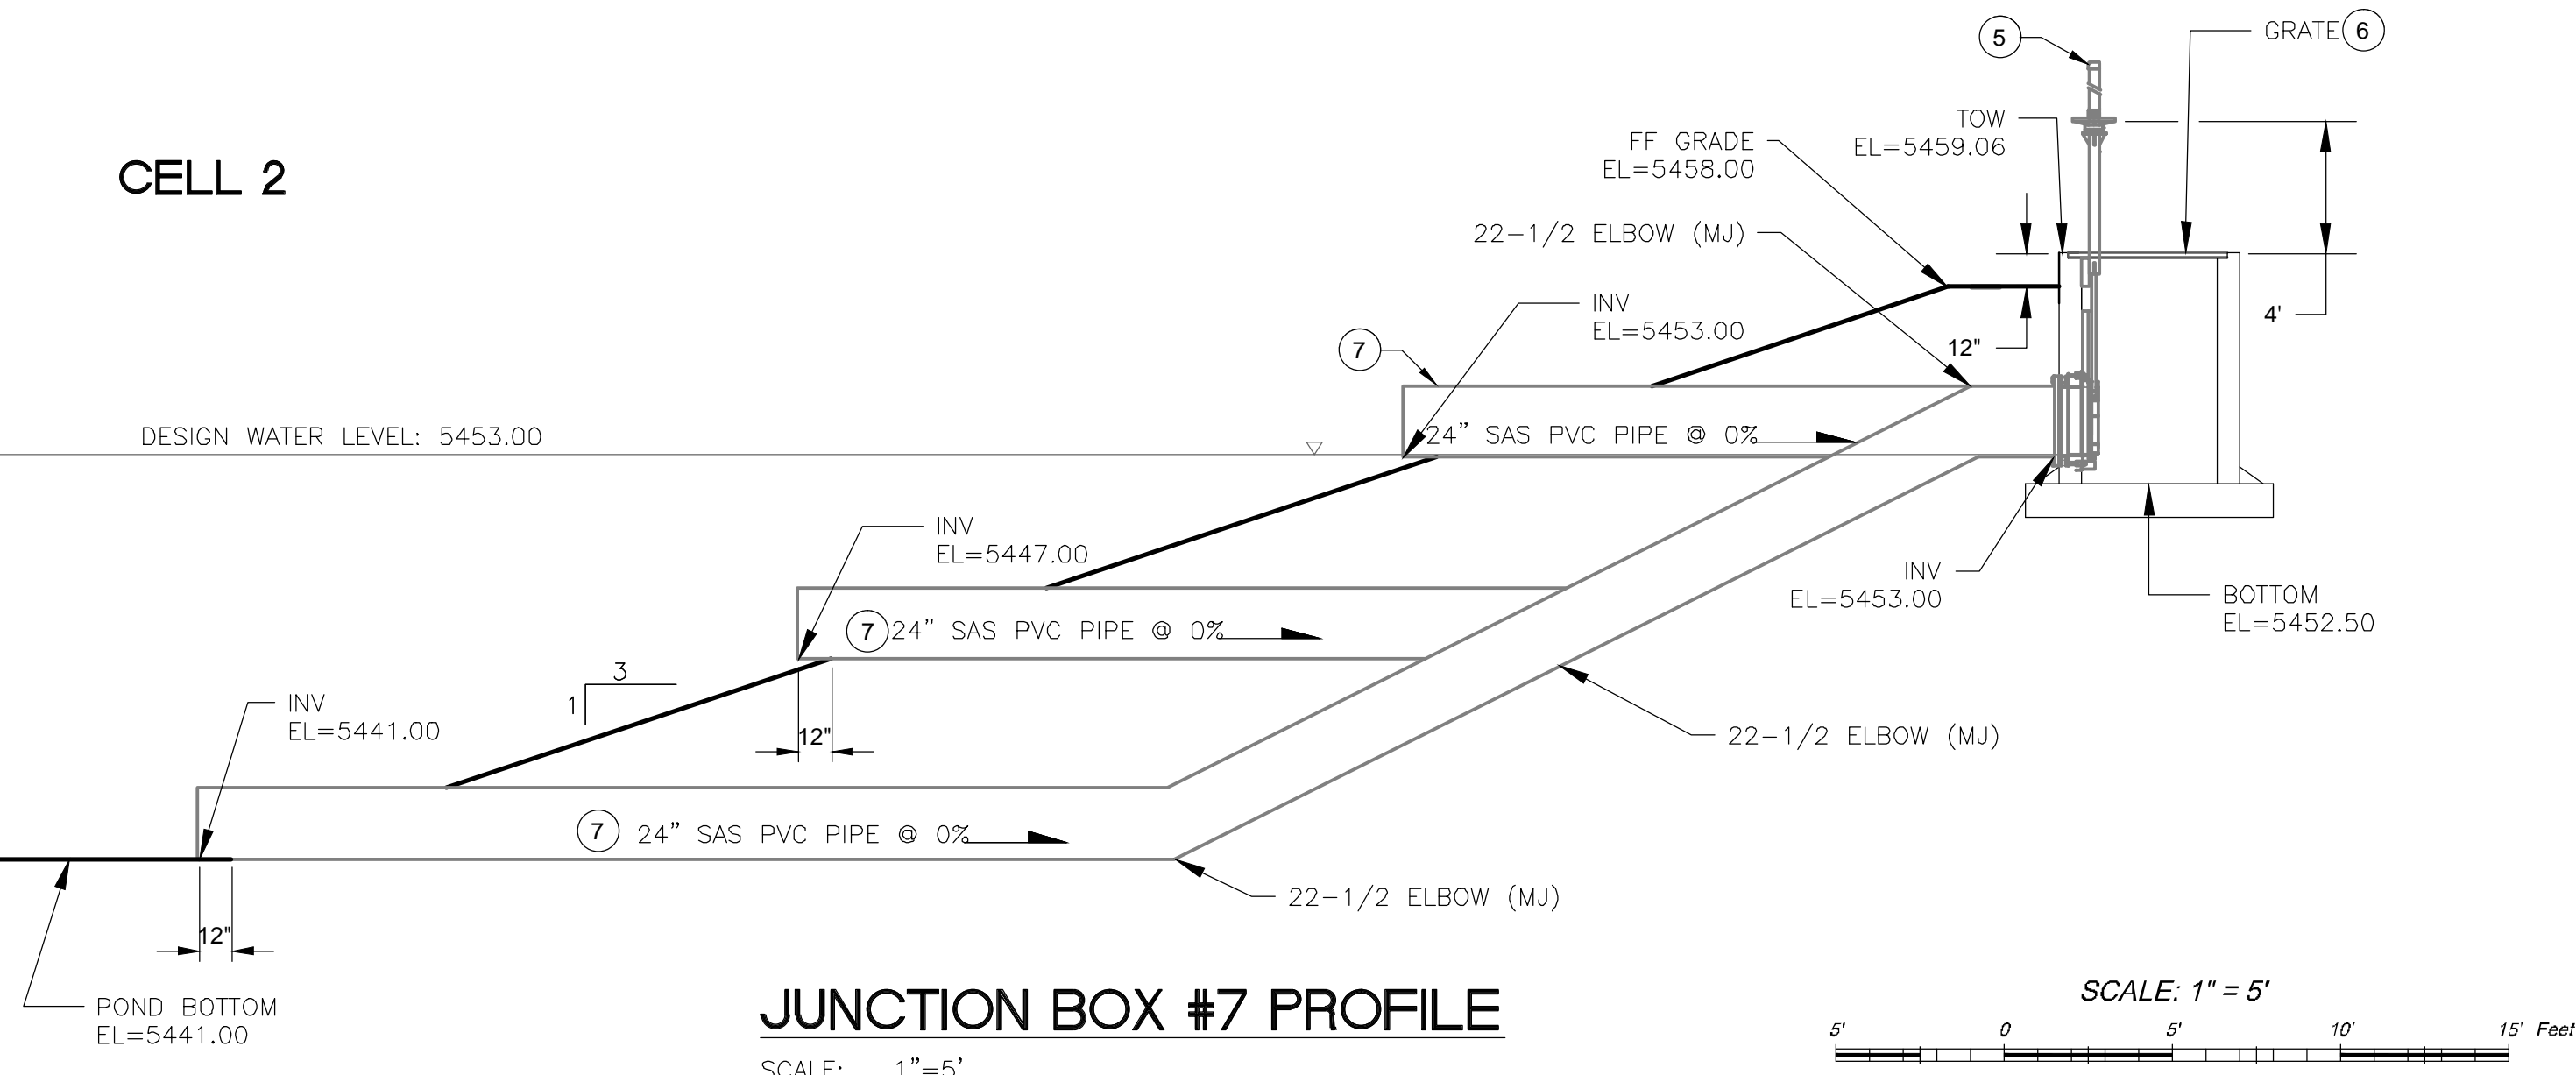 5
GRATE 6
TOW
EL=5459.06
FF GRADE
EL=5458.00
CELL 2
22-1/2 ELBOW (MJ)
INV
EL=5453.00
4'
12"
7
DESIGN WATER LEVEL: 5453.00
24" SAS PVC PIPE @ 0%
INV
EL=5447.00
INV
EL=5453.00
BOTTOM
EL=5452.50
7 24" SAS PVC PIPE @ 0%
3
1
INV
EL=5441.00
12"
22-1/2 ELBOW (MJ)
7 24" SAS PVC PIPE @ 0%
22-1/2 ELBOW (MJ)
12"
POND BOTTOM
EL=5441.00
JUNCTION BOX #7 PROFILE
SCALE: 1"=5'
SCALE: 1" = 5'
5' 0 5' 10' 15' Feet